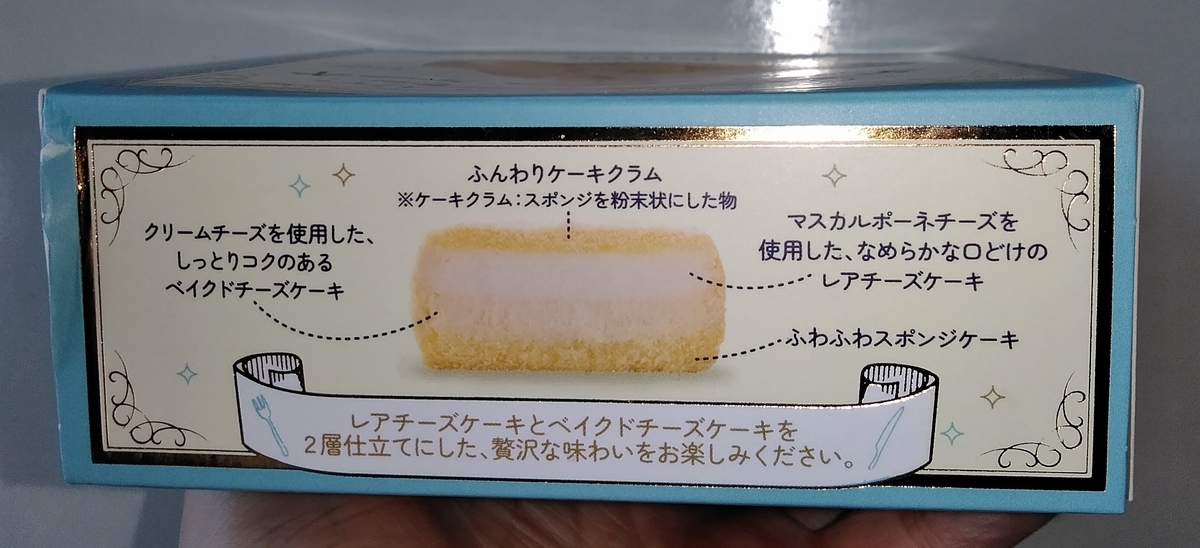 ふんわりケーキクラム
※ケーキクラム:スポンジを粉末状にした物
クリームチーズを使用した、
しっとりコクのある
ベイクドチーズケーキ
マスカルポーネチーズを
使用した、なめらかな口どけの
レアチーズケーキ
ふわふわスポンジケーキ
レアチーズケーキとベイクドチーズケーキを
2層仕立てにした、贅沢な味わいをお楽しみください。